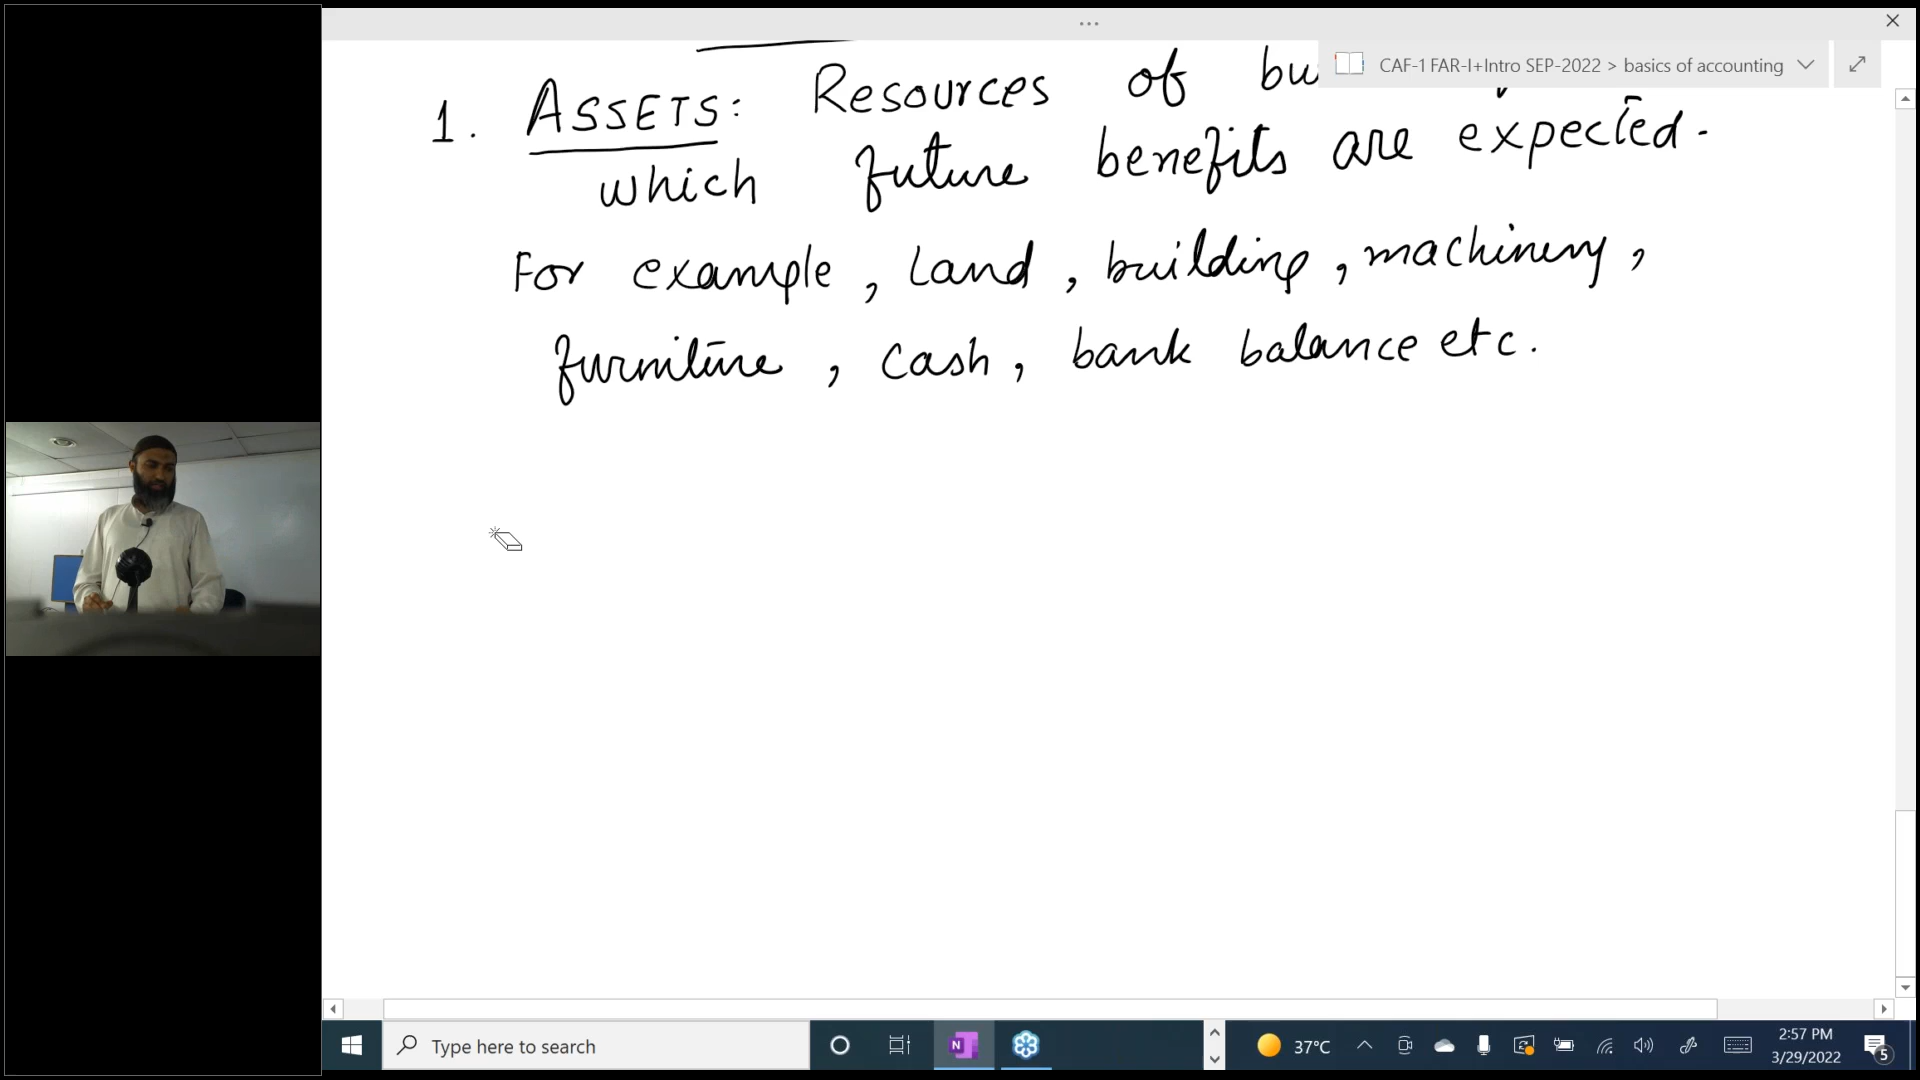 CAF-1 FAR-I+Intro SEP-2022 > basics of accounting
1. ASSETS: Resources of
which future benefits are expected.
For example, Land, building, machinery,
furniture, cash, bank balance etc.
Type here to search
N
37°C
2:57 PM
3/29/2022
5